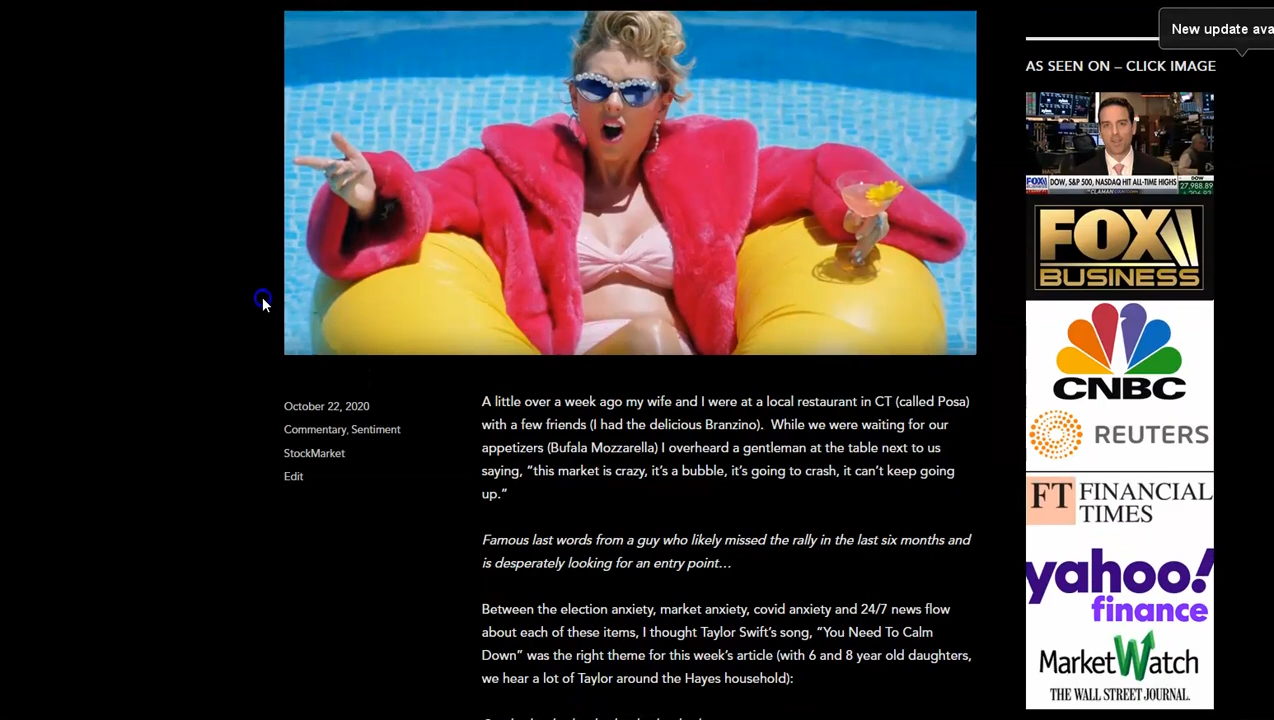 New update ava
AS SEEN ON – CLICK IMAGE
FOX
DOW, S&P 500, NASDAQ HIT ALL-TIME HIGHS
DOW
27,988.89
FOX
BUSINESS
CNBC
REUTERS
FT FINANCIAL
TIMES
yahoo!
finance
MarketWatch
THE WALL STREET JOURNAL.
October 22, 2020
Commentary, Sentiment
StockMarket
Edit
A little over a week ago my wife and I were at a local restaurant in CT (called Posa)
with a few friends (I had the delicious Branzino).  While we were waiting for our
appetizers (Bufala Mozzarella) I overheard a gentleman at the table next to us
saying, “this market is crazy, it’s a bubble, it’s going to crash, it can’t keep going
up.”
Famous last words from a guy who likely missed the rally in the last six months and
is desperately looking for an entry point…
Between the election anxiety, market anxiety, covid anxiety and 24/7 news flow
about each of these items, I thought Taylor Swift’s song, “You Need To Calm
Down” was the right theme for this week’s article (with 6 and 8 year old daughters,
we hear a lot of Taylor around the Hayes household):